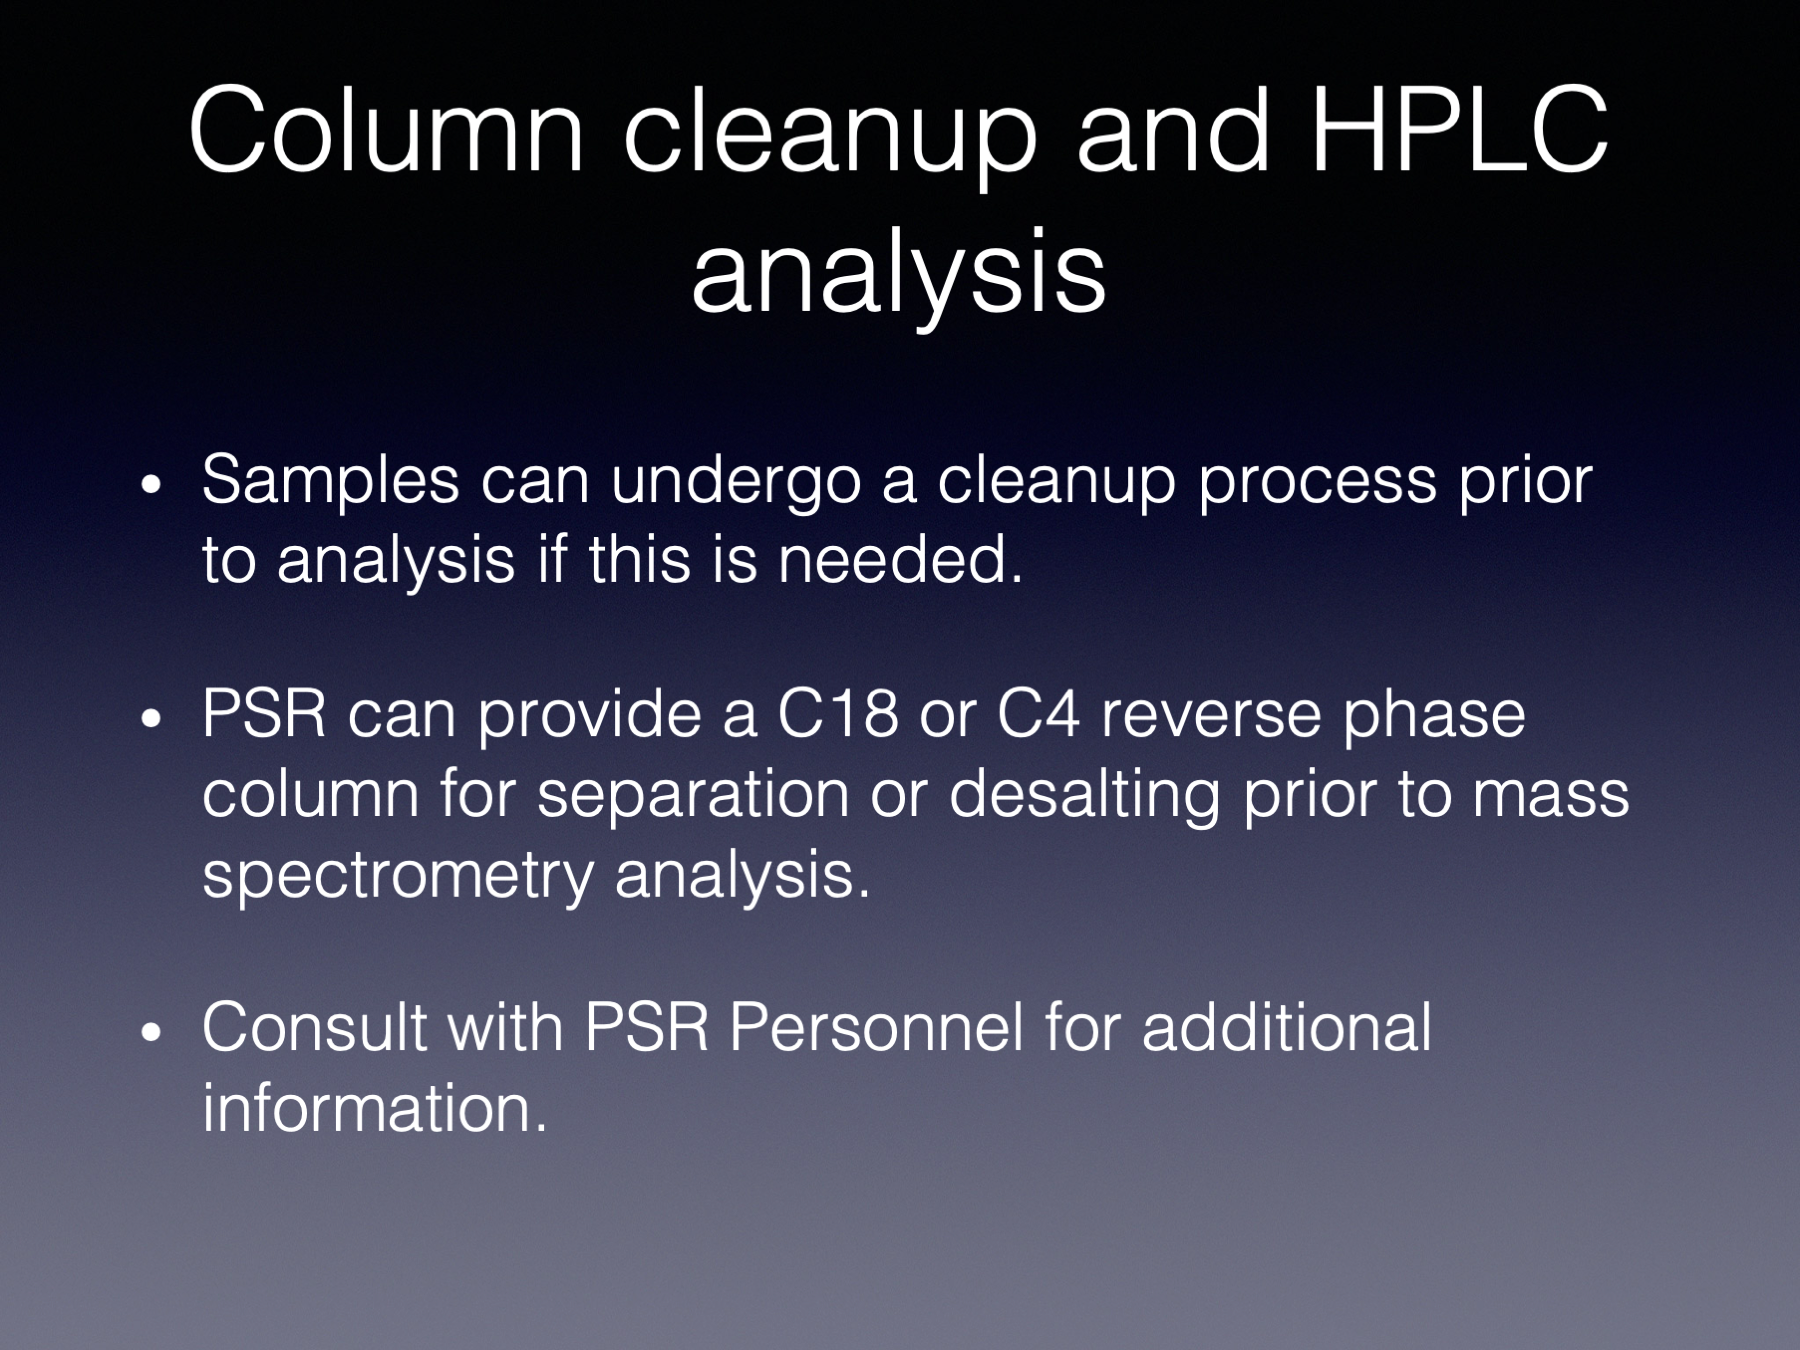 Column cleanup and HPLC
analysis
• Samples can undergo a cleanup process prior
to analysis if this is needed.
• PSR can provide a C18 or C4 reverse phase
column for separation or desalting prior to mass
spectrometry analysis.
• Consult with PSR Personnel for additional
information.